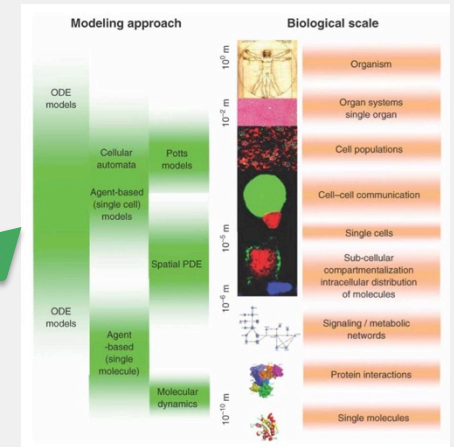 Modeling approach
Biological scale
ODE
models
Cellular
automata
Agent-based
(single cell)
models
Potts
models
Spatial PDE
ODE
models
Agent
-based
(single
molecule)
Molecular
dynamics
10⁰ m
10⁻² m
10⁻⁵ m
10⁻⁶ m
10⁻¹⁰ m
Organism
Organ systems
single organ
Cell populations
Cell–cell communication
Single cells
Sub-cellular
compartmentalization
intracellular distribution
of molecules
Signaling / metabolic
networds
Protein interactions
Single molecules